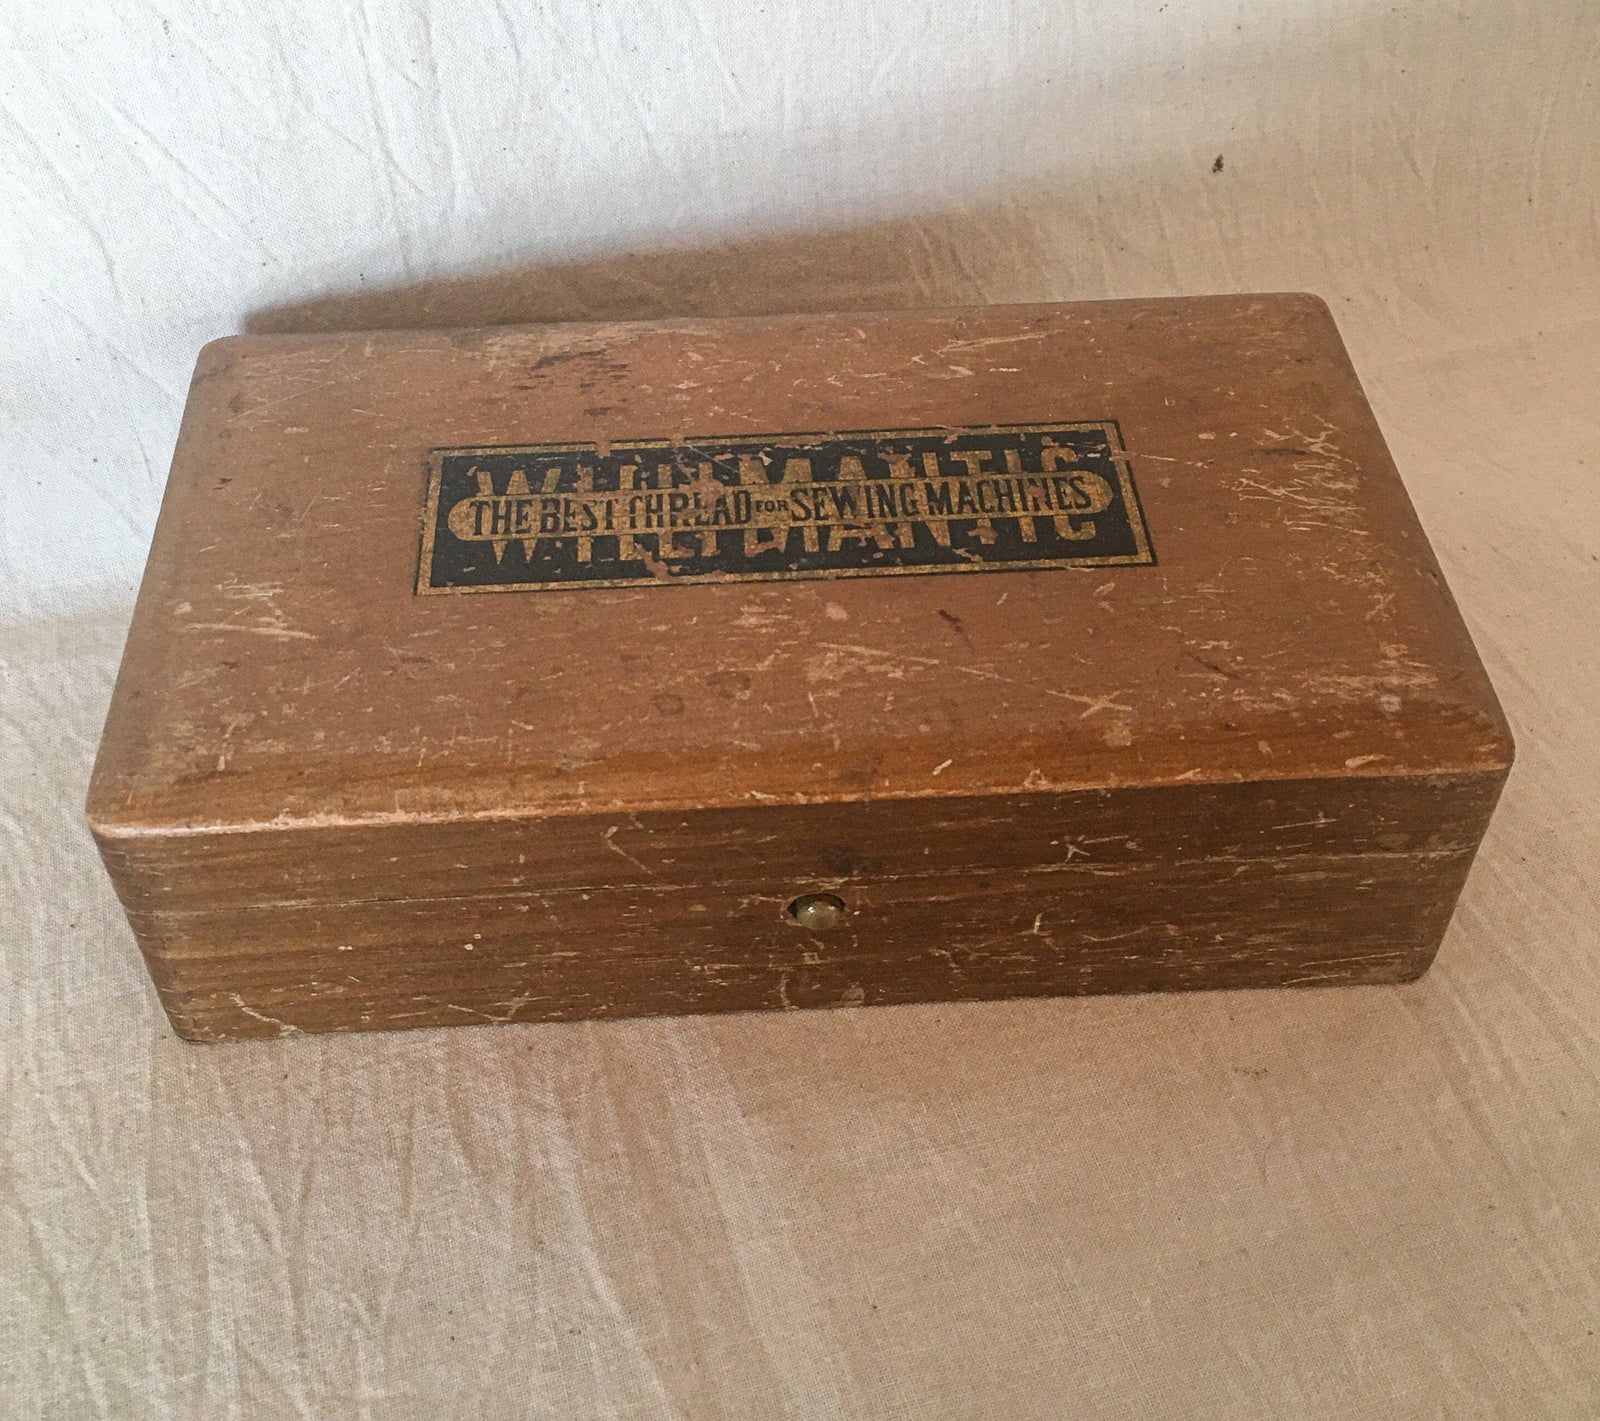 WILLIMANTIC
THE BEST THREAD FOR SEWING MACHINES